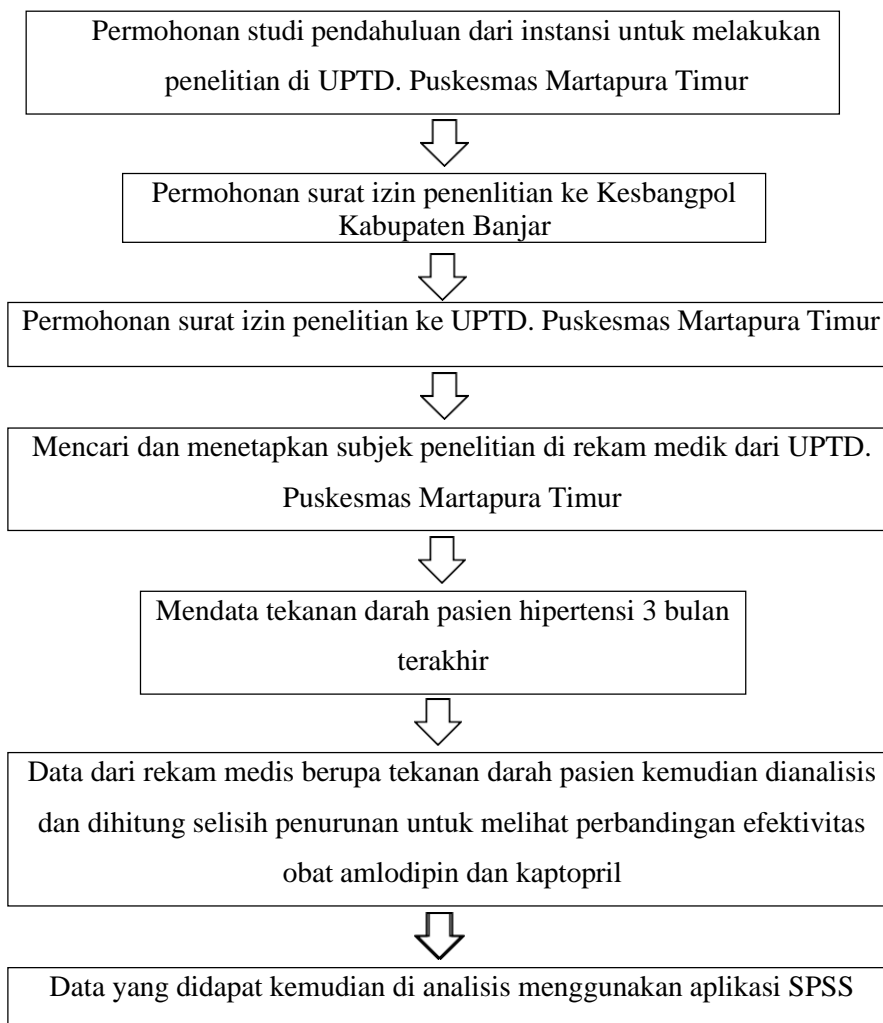 Permohonan studi pendahuluan dari instansi untuk melakukan
penelitian di UPTD. Puskesmas Martapura Timur
Permohonan surat izin penenlitian ke Kesbangpol
Kabupaten Banjar
Permohonan surat izin penelitian ke UPTD. Puskesmas Martapura Timur
Mencari dan menetapkan subjek penelitian di rekam medik dari UPTD.
Puskesmas Martapura Timur
Mendata tekanan darah pasien hipertensi 3 bulan
terakhir
Data dari rekam medis berupa tekanan darah pasien kemudian dianalisis
dan dihitung selisih penurunan untuk melihat perbandingan efektivitas
obat amlodipin dan kaptopril
Data yang didapat kemudian di analisis menggunakan aplikasi SPSS